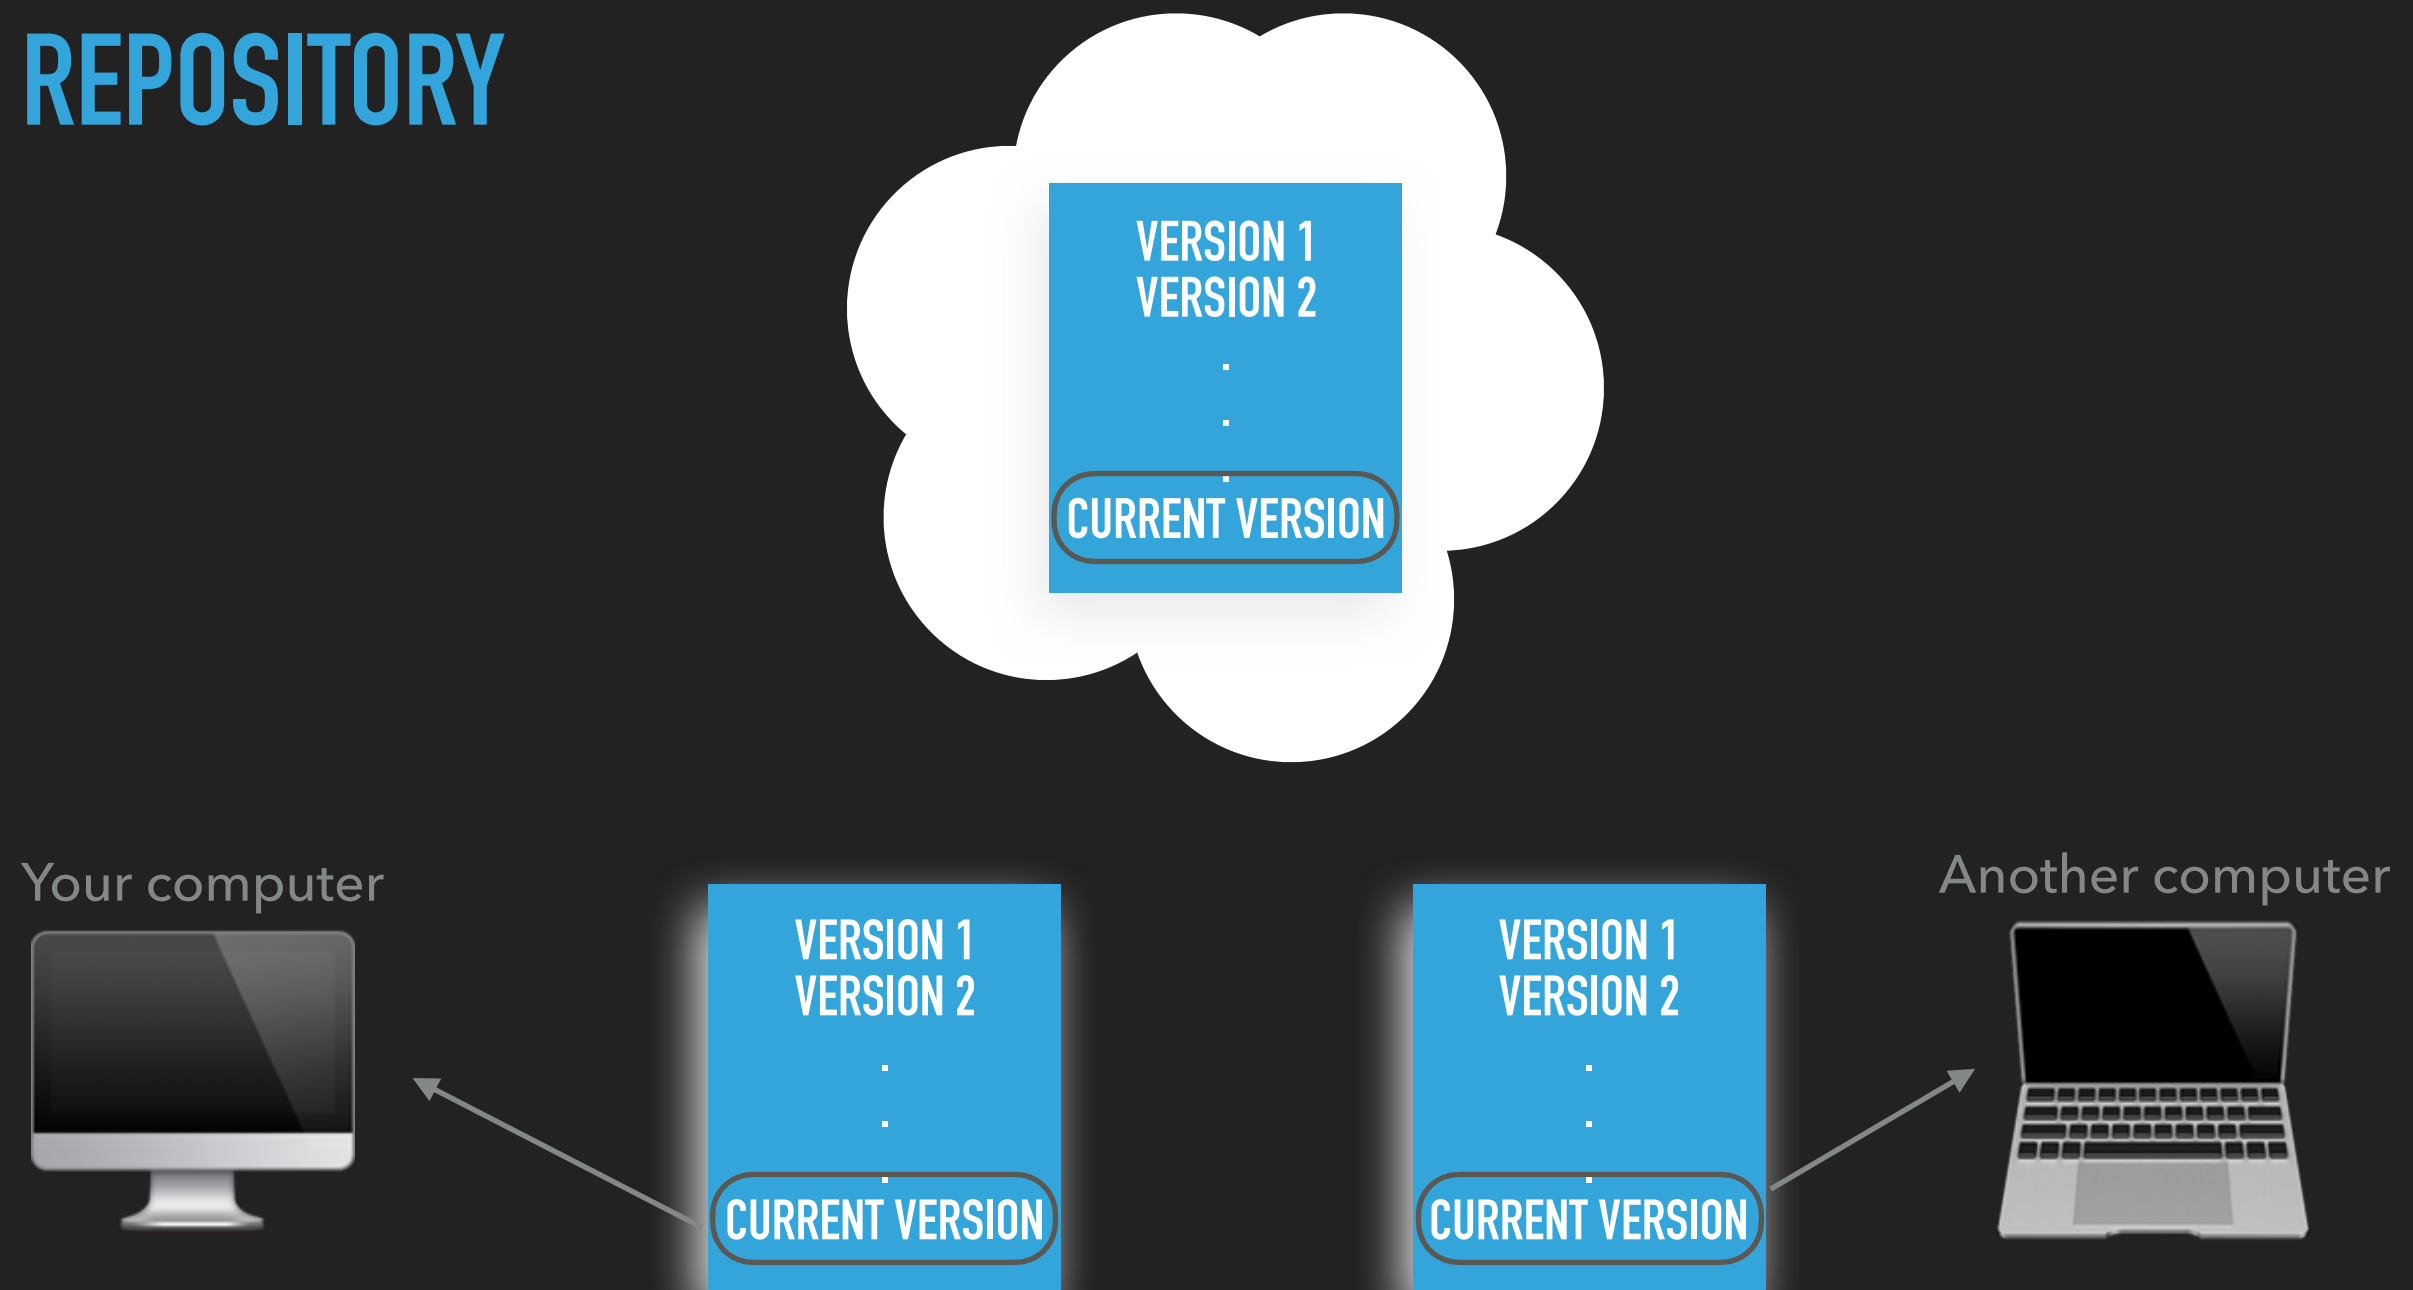 REPOSITORY
VERSION 1
VERSION 2
.
.
.
CURRENT VERSION
Your computer
VERSION 1
VERSION 2
.
.
.
CURRENT VERSION
VERSION 1
VERSION 2
.
.
.
CURRENT VERSION
Another computer